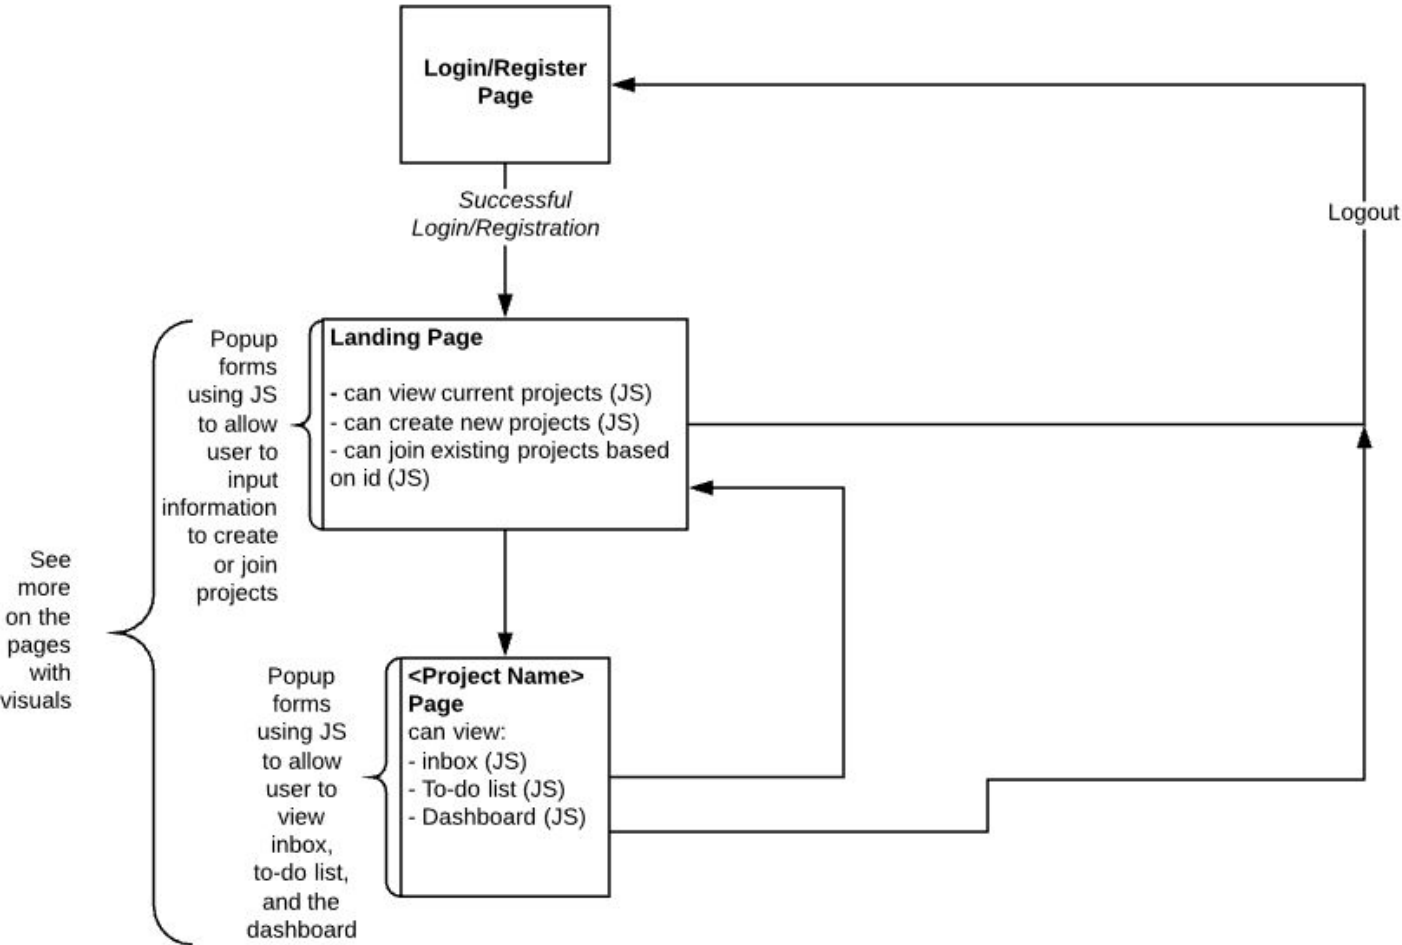 Login/Register
Page
Successful
Login/Registration
Logout
Popup
forms
using JS
to allow
user to
input
information
to create
or join
projects
Landing Page
- can view current projects (JS)
- can create new projects (JS)
- can join existing projects based
on id (JS)
See
more
on the
pages
with
visuals
Popup
forms
using JS
to allow
user to
view
inbox,
to-do list,
and the
dashboard
<Project Name>
Page
can view:
- inbox (JS)
- To-do list (JS)
- Dashboard (JS)